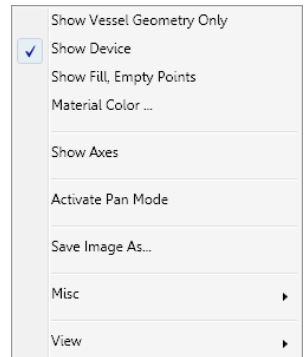 Show Vessel Geometry Only
Show Device
Show Fill, Empty Points
Material Color ...
Show Axes
Activate Pan Mode
Save Image As...
Misc
View